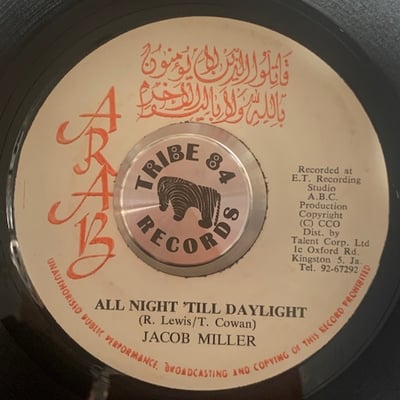 قاتلوا الذين لا يؤمنون
بالله ولا باليوم الآخر
ARAB
TRIBE 84
RECORDS
Recorded at
E.T. Recording
Studio
A.B.C.
Production
Copyright
(C) CCO
Dist. by
Talent Corp. Ltd
1e Oxford Rd.
Kingston 5, Ja.
Tel. 92-67292
ALL NIGHT 'TILL DAYLIGHT
(R. Lewis/T. Cowan)
JACOB MILLER
UNAUTHORISED PUBLIC PERFORMANCE, BROADCASTING AND COPYING OF THIS RECORD PROHIBITED